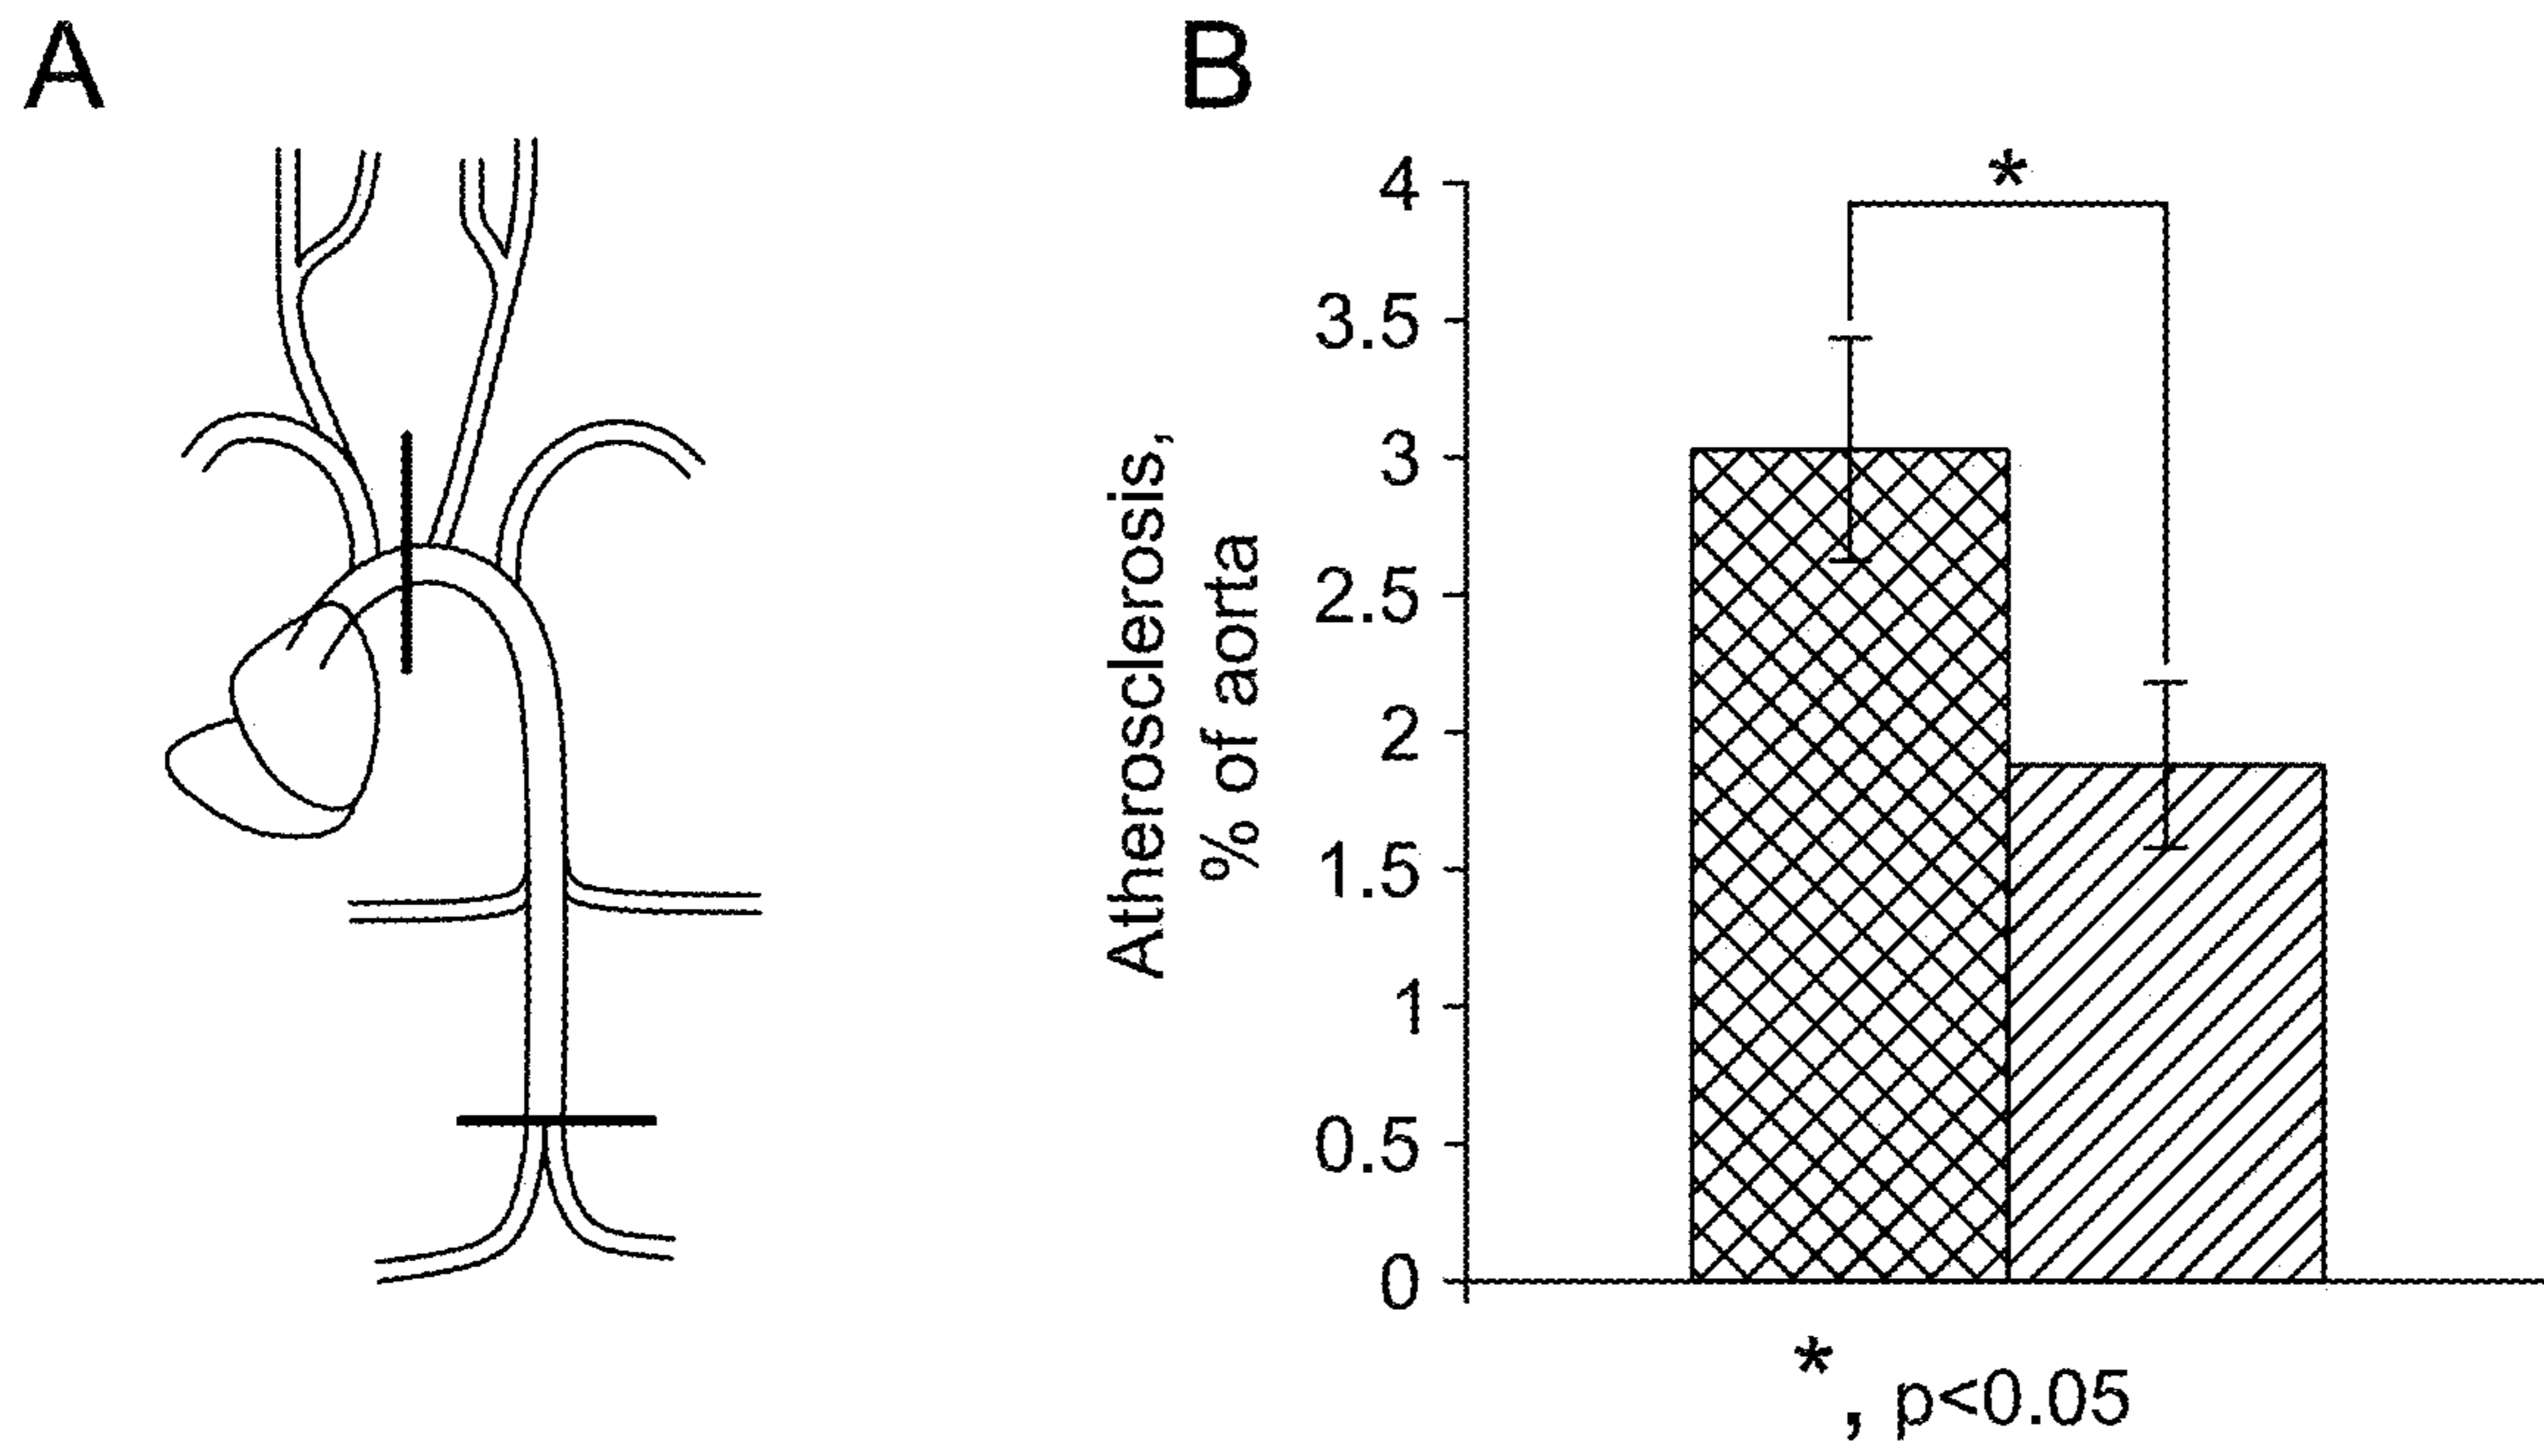 A
B
Atherosclerosis,
% of aorta
4
3.5
3
2.5
2
1.5
1
0.5
0
*
*, p<0.05